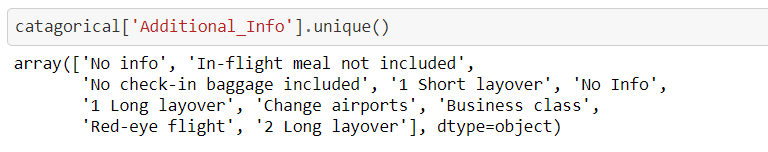 catagorical['Additional_Info'].unique()
array(['No info', 'In-flight meal not included',
'No check-in baggage included', '1 Short layover', 'No Info',
'1 Long layover', 'Change airports', 'Business class',
'Red-eye flight', '2 Long layover'], dtype=object)